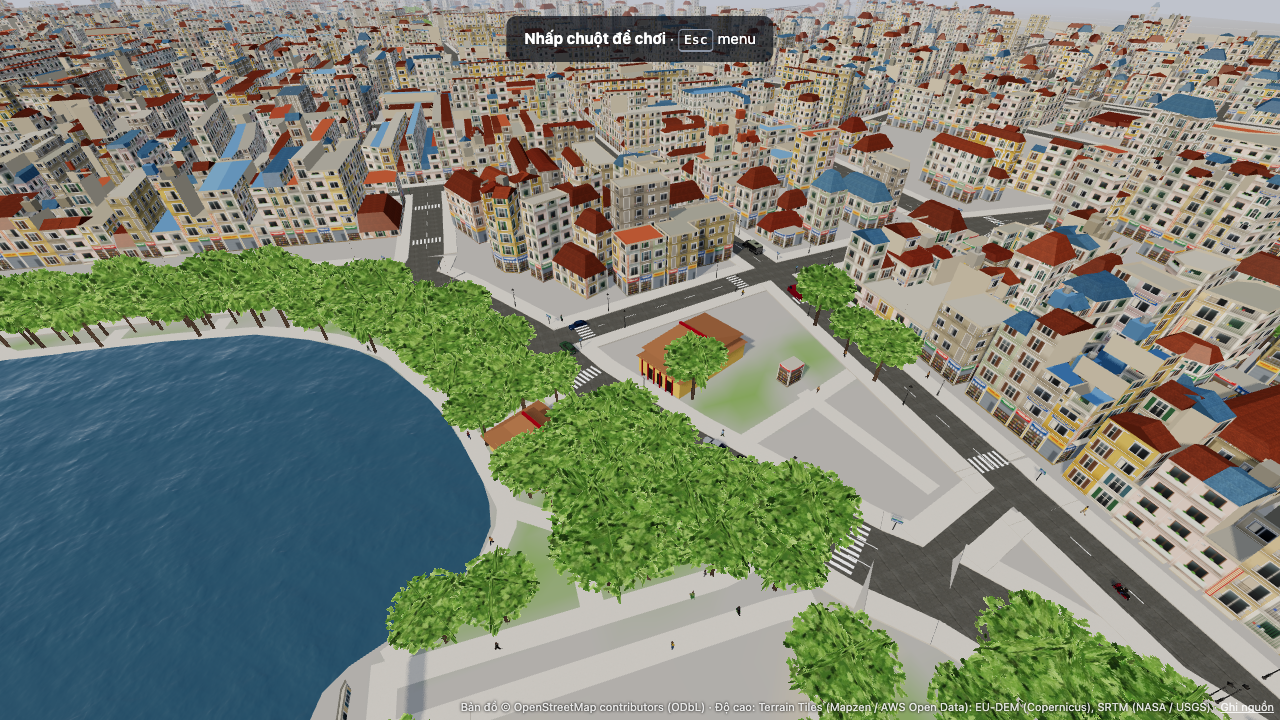 Nhấp chuột để chơi · Esc menu
Bản đồ © OpenStreetMap contributors (ODbL) · Độ cao: Terrain Tiles (Mapzen / AWS Open Data): EU-DEM (Copernicus), SRTM (NASA / USGS) · Ghi nguồn